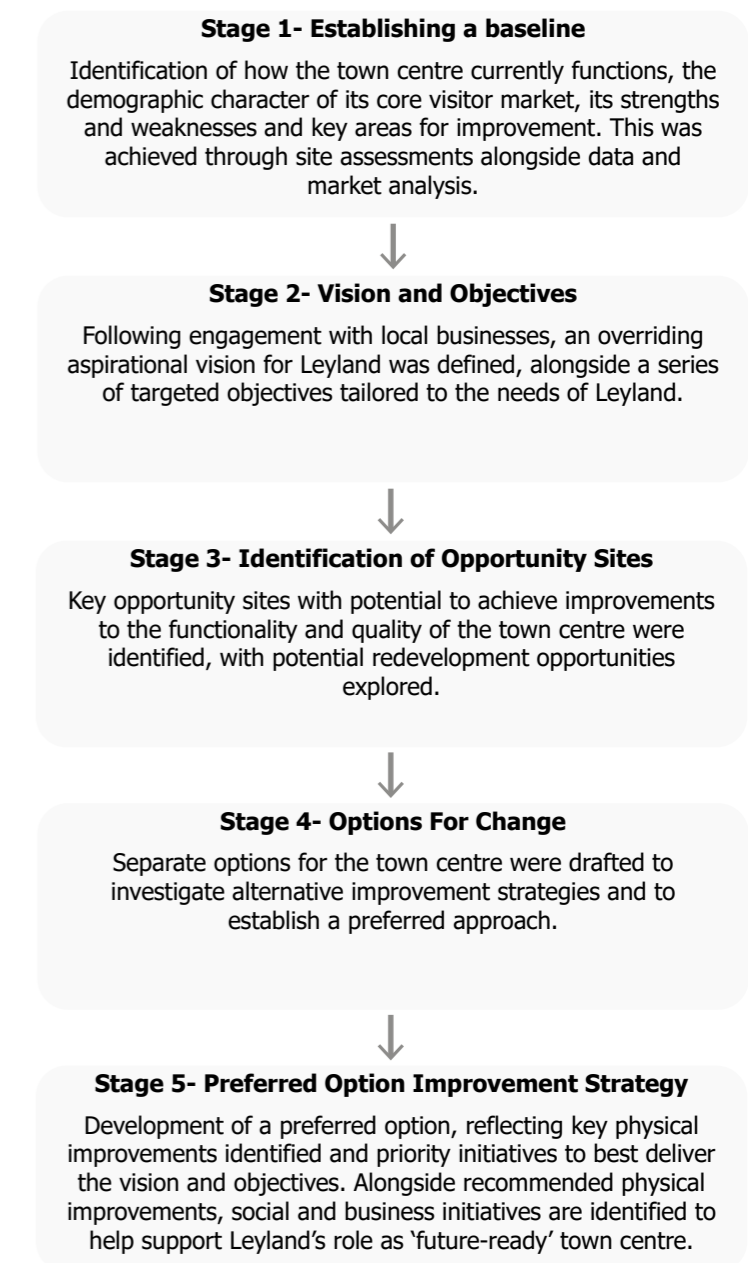 Stage 1- Establishing a baseline
Identification of how the town centre currently functions, the
demographic character of its core visitor market, its strengths
and weaknesses and key areas for improvement. This was
achieved through site assessments alongside data and
market analysis.
Stage 2- Vision and Objectives
Following engagement with local businesses, an overriding
aspirational vision for Leyland was defined, alongside a series
of targeted objectives tailored to the needs of Leyland.
Stage 3- Identification of Opportunity Sites
Key opportunity sites with potential to achieve improvements
to the functionality and quality of the town centre were
identified, with potential redevelopment opportunities
explored.
Stage 4- Options For Change
Separate options for the town centre were drafted to
investigate alternative improvement strategies and to
establish a preferred approach.
Stage 5- Preferred Option Improvement Strategy
Development of a preferred option, reflecting key physical
improvements identified and priority initiatives to best deliver
the vision and objectives. Alongside recommended physical
improvements, social and business initiatives are identified to
help support Leyland’s role as ‘future-ready’ town centre.